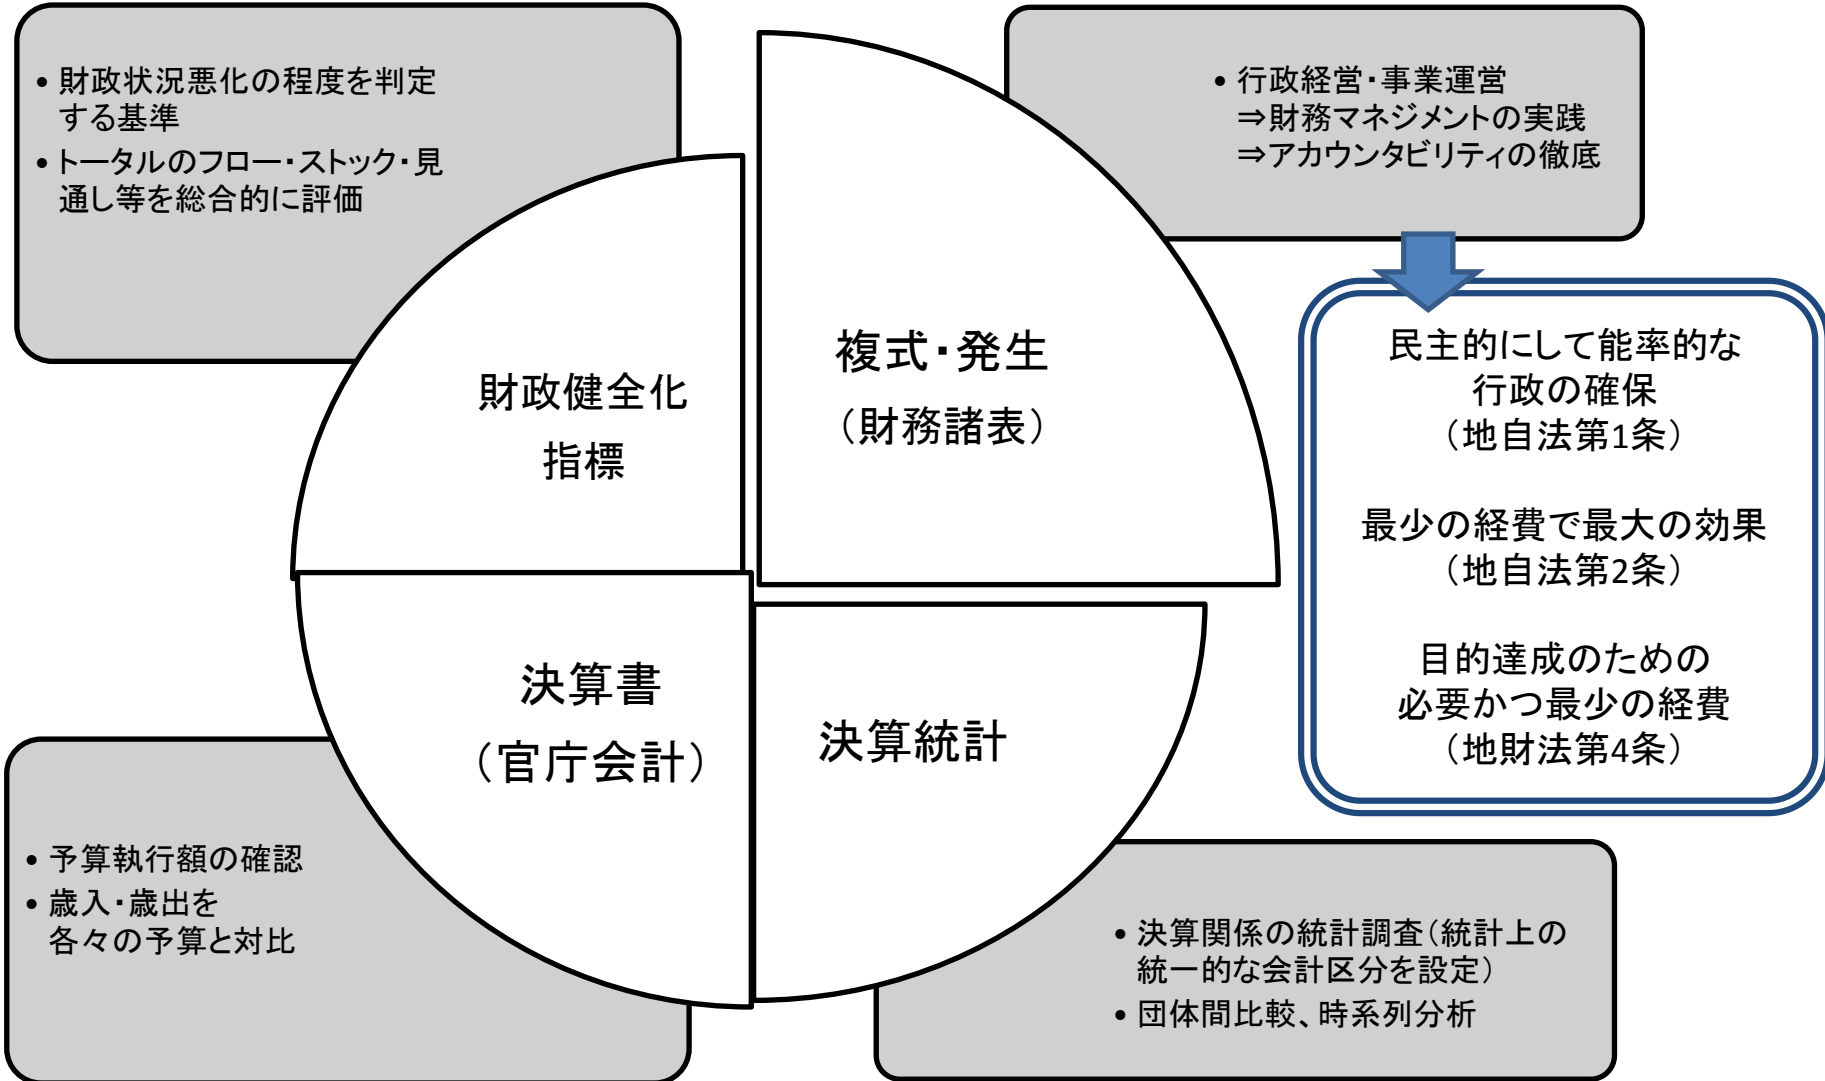 • 財政状況悪化の程度を判定
する基準
• トータルのフロー・ストック・見
通し等を総合的に評価
• 行政経営・事業運営
⇒財務マネジメントの実践
⇒アカウンタビリティの徹底
財政健全化
指標
複式・発生
（財務諸表）
民主的にして能率的な
行政の確保
（地自法第1条）
最少の経費で最大の効果
（地自法第2条）
目的達成のための
必要かつ最少の経費
（地財法第4条）
決算書
（官庁会計）
決算統計
• 予算執行額の確認
• 歳入・歳出を
各々の予算と対比
• 決算関係の統計調査（統計上の
統一的な会計区分を設定）
• 団体間比較、時系列分析